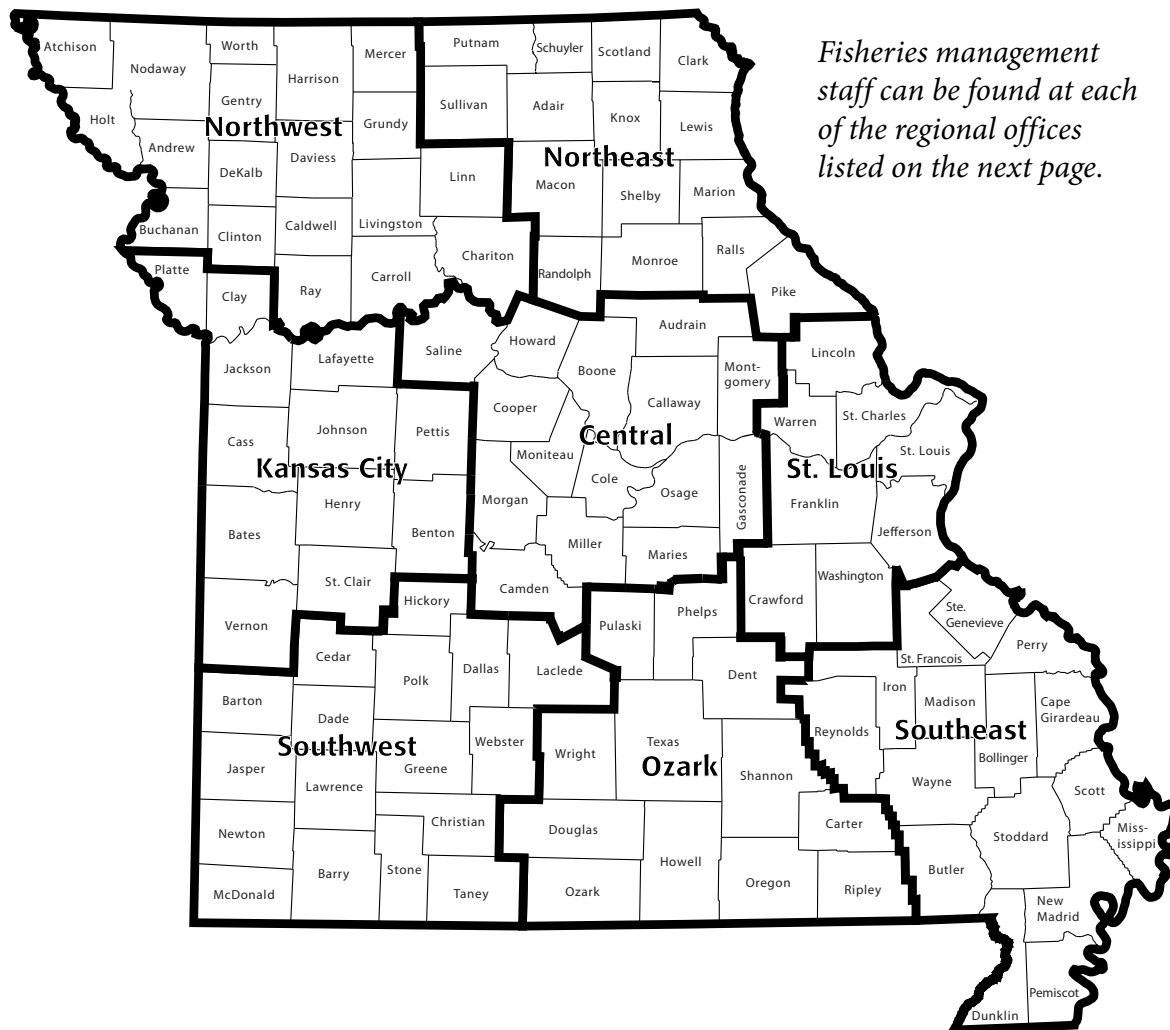 Fisheries management
staff can be found at each
of the regional offices
listed on the next page.
Atchison
Nodaway
Worth
Harrison
Mercer
Holt
Gentry
Andrew
Northwest
Grundy
Daviess
DeKalb
Linn
Buchanan
Clinton
Caldwell
Livingston
Chariton
Ray
Carroll
Putnam
Schuyler
Scotland
Clark
Sullivan
Adair
Knox
Lewis
Northeast
Macon
Shelby
Marion
Randolph
Monroe
Ralls
Pike
Platte
Clay
Jackson
Lafayette
Cass
Johnson
Pettis
Kansas City
Bates
Henry
Benton
St. Clair
Vernon
Saline
Howard
Boone
Audrain
Mont-
gomery
Cooper
Callaway
Central
Moniteau
Cole
Morgan
Osage
Gasconade
Miller
Maries
Camden
Lincoln
Warren
St. Charles
St. Louis
St. Louis
Franklin
Jefferson
Crawford
Washington
Hickory
Cedar
Polk
Dallas
Laclede
Barton
Dade
Southwest
Webster
Jasper
Greene
Lawrence
Newton
Christian
McDonald
Barry
Stone
Taney
Pulaski
Phelps
Dent
Wright
Texas
Ozark
Shannon
Douglas
Carter
Howell
Ozark
Oregon
Ripley
Ste.
Genevieve
Perry
St. Francois
Iron
Madison
Cape
Girardeau
Reynolds
Southeast
Bollinger
Wayne
Scott
Stoddard
Miss-
issippi
Butler
New
Madrid
Pemiscot
Dunklin